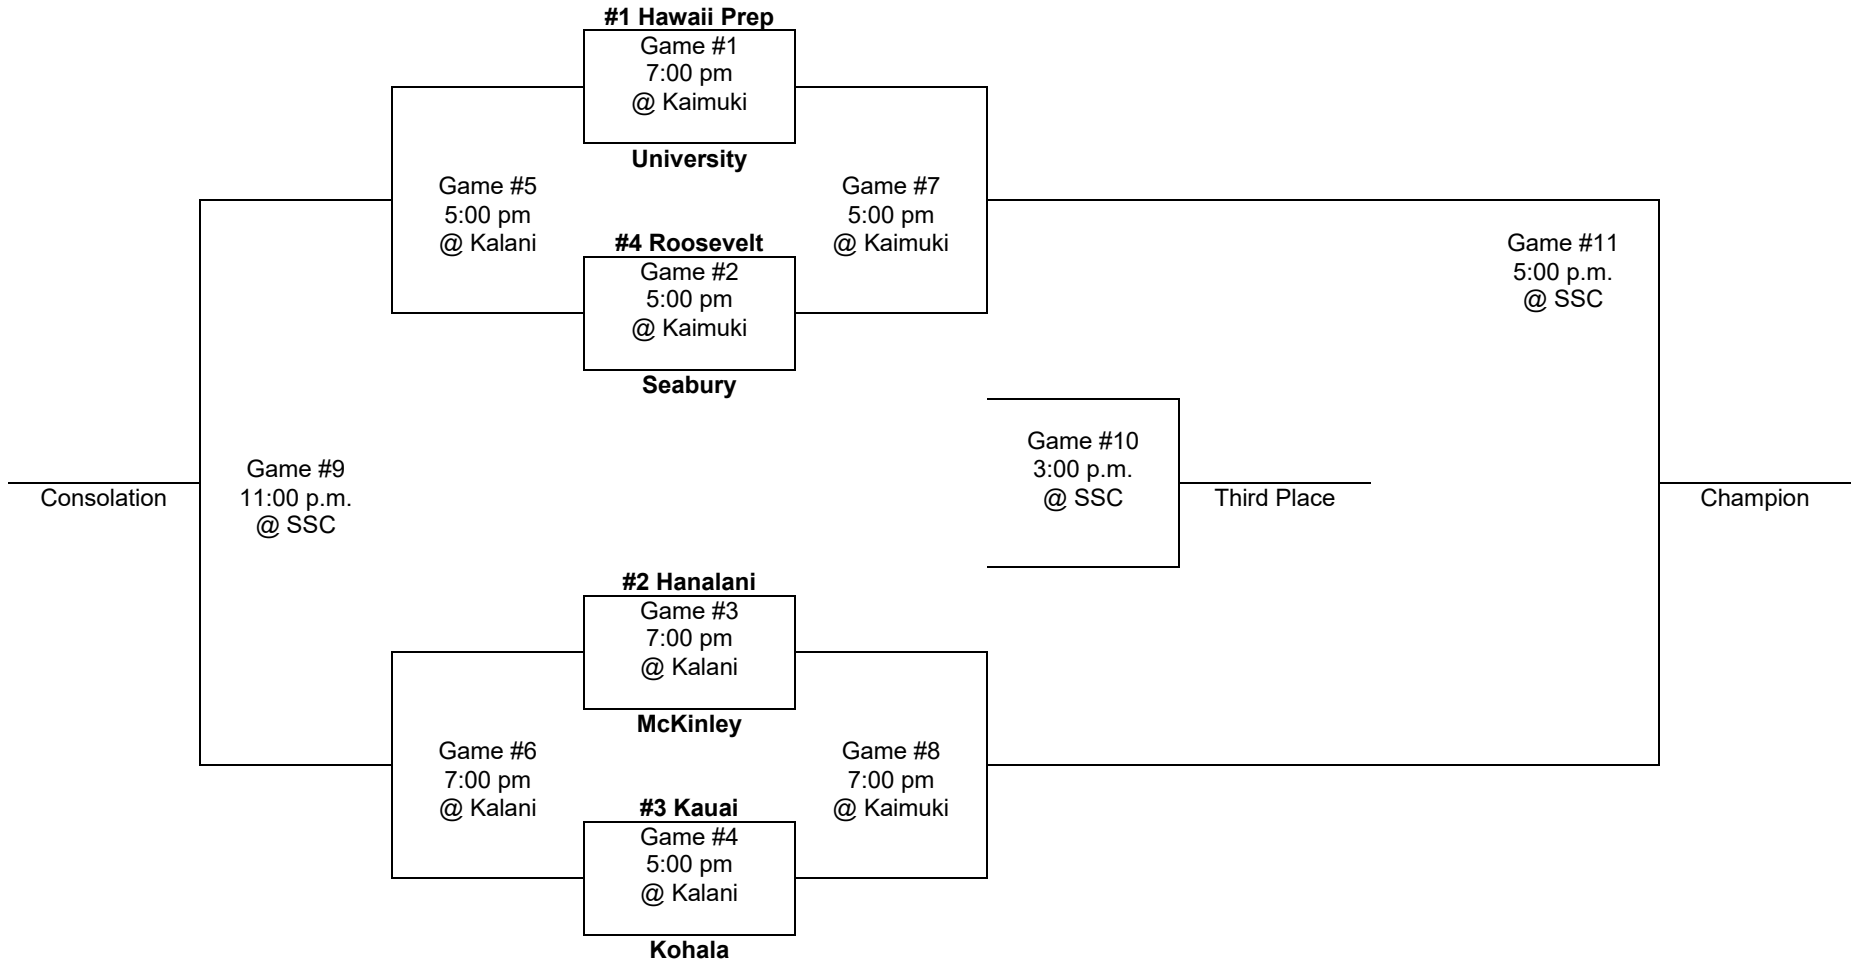 #1 Hawaii Prep
Game #1
7:00 pm
@ Kaimuki
University
Game #5
5:00 pm
@ Kalani
Game #7
5:00 pm
@ Kaimuki
#4 Roosevelt
Game #2
5:00 pm
@ Kaimuki
Seabury
Game #11
5:00 p.m.
@ SSC
Game #10
3:00 p.m.
@ SSC
Third Place
Champion
Game #9
11:00 p.m.
@ SSC
Consolation
#2 Hanalani
Game #3
7:00 pm
@ Kalani
McKinley
Game #6
7:00 pm
@ Kalani
Game #8
7:00 pm
@ Kaimuki
#3 Kauai
Game #4
5:00 pm
@ Kalani
Kohala